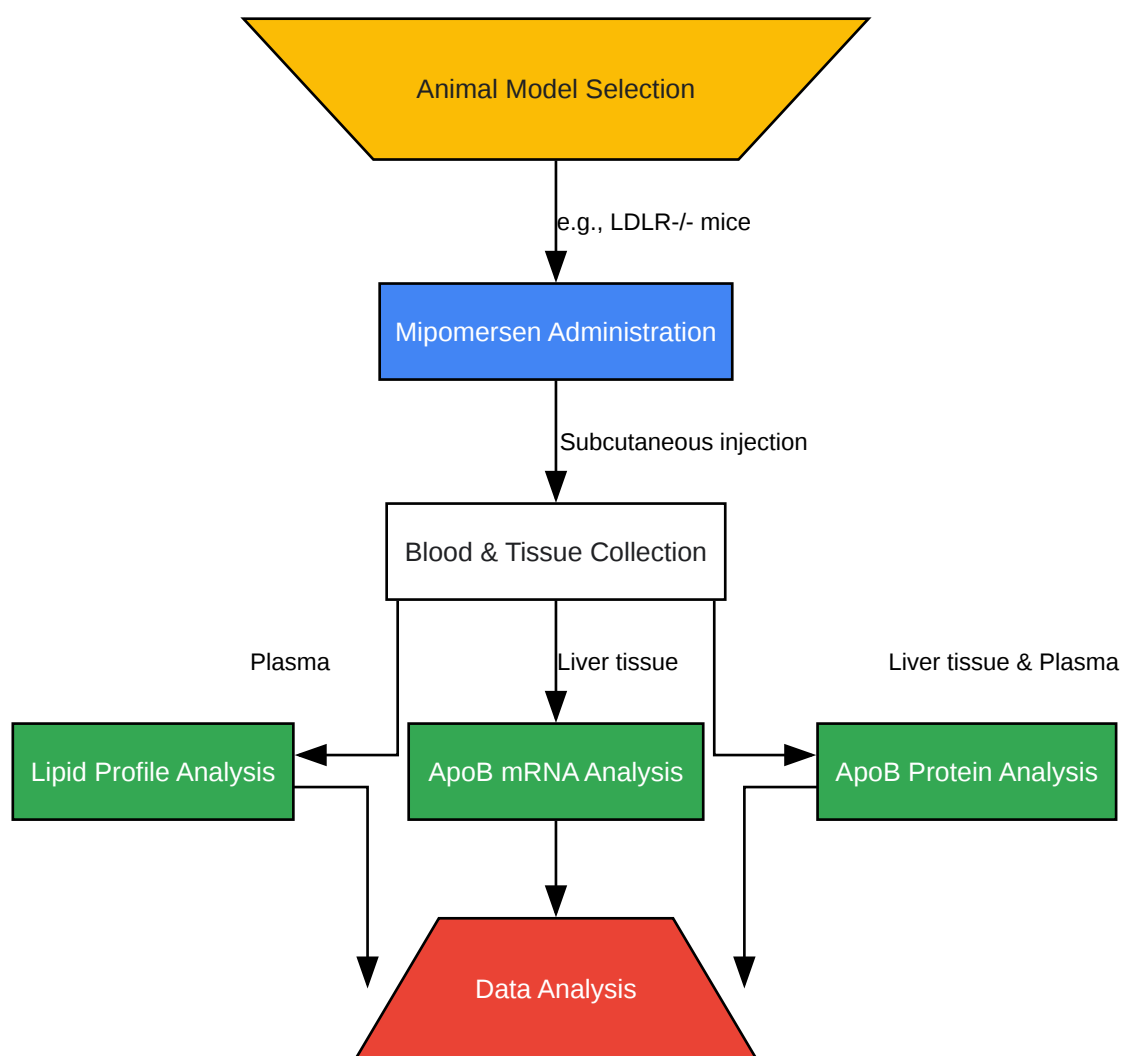 Animal Model Selection
e.g., LDLR-/- mice
Mipomersen Administration
Subcutaneous injection
Blood & Tissue Collection
Plasma
Liver tissue
Liver tissue & Plasma
Lipid Profile Analysis
ApoB mRNA Analysis
ApoB Protein Analysis
Data Analysis